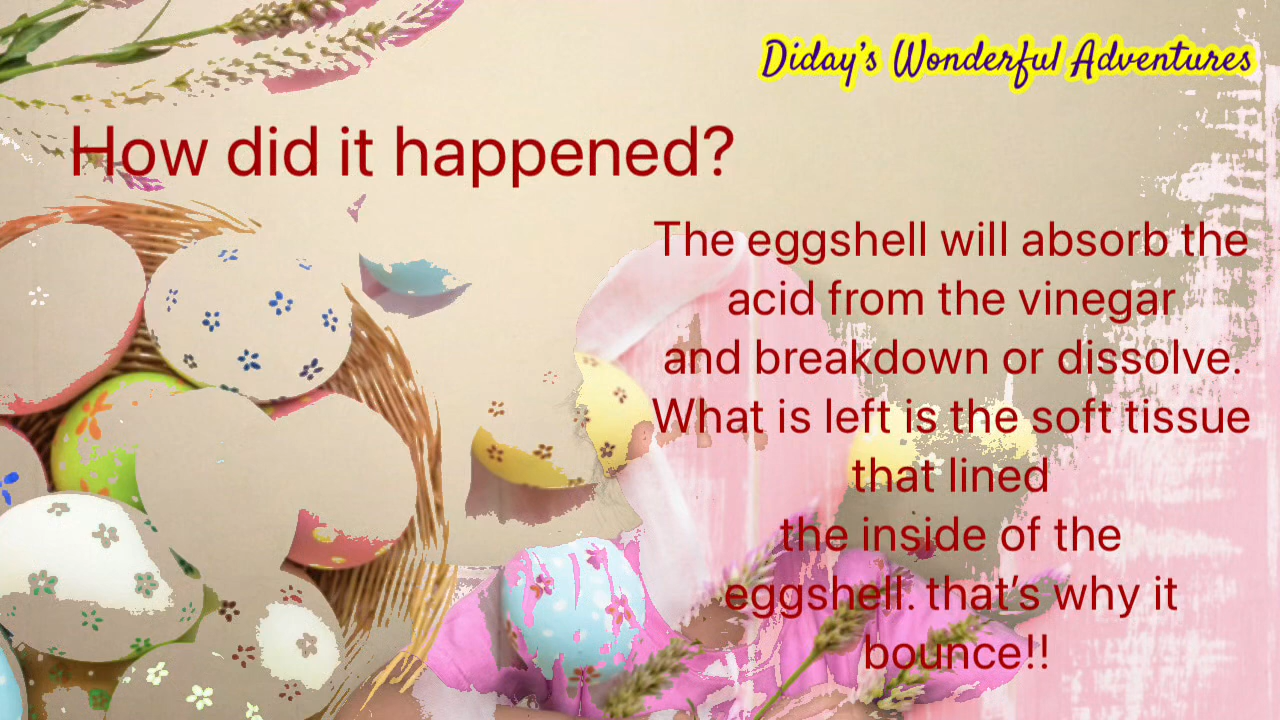 Diday's Wonderful Adventures
How did it happened?
The eggshell will absorb the
acid from the vinegar
and breakdown or dissolve.
What is left is the soft tissue
that lined
the inside of the
eggshell. that's why it
bounce!!